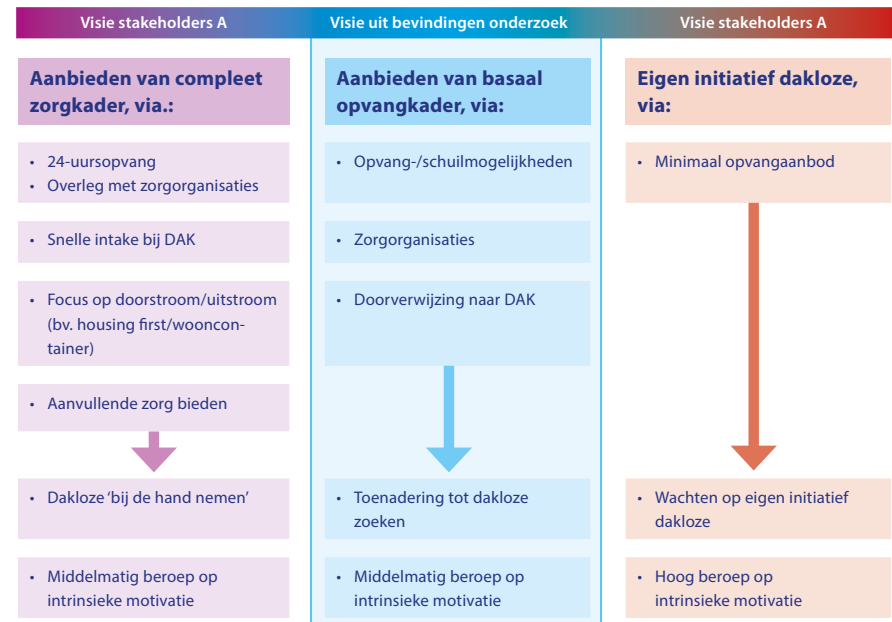 Visie stakeholders A
Visie uit bevindingen onderzoek
Visie stakeholders A
Aanbieden van compleet
zorgkader, via.:
• 24-uursopvang
• Overleg met zorgorganisaties
• Snelle intake bij DAK
• Focus op doorstroom/uitstroom
(bv. housing first/wooncon-
tainer)
• Aanvullende zorg bieden
• Dakloze ‘bij de hand nemen’
• Middelmatig beroep op
intrinsieke motivatie
Aanbieden van basaal
opvangkader, via:
• Opvang-/schuilmogelijkheden
• Zorgorganisaties
• Doorverwijzing naar DAK
• Toenadering tot dakloze
zoeken
• Middelmatig beroep op
intrinsieke motivatie
Eigen initiatief dakloze,
via:
• Minimaal opvangaanbod
• Wachten op eigen initiatief
dakloze
• Hoog beroep op
intrinsieke motivatie